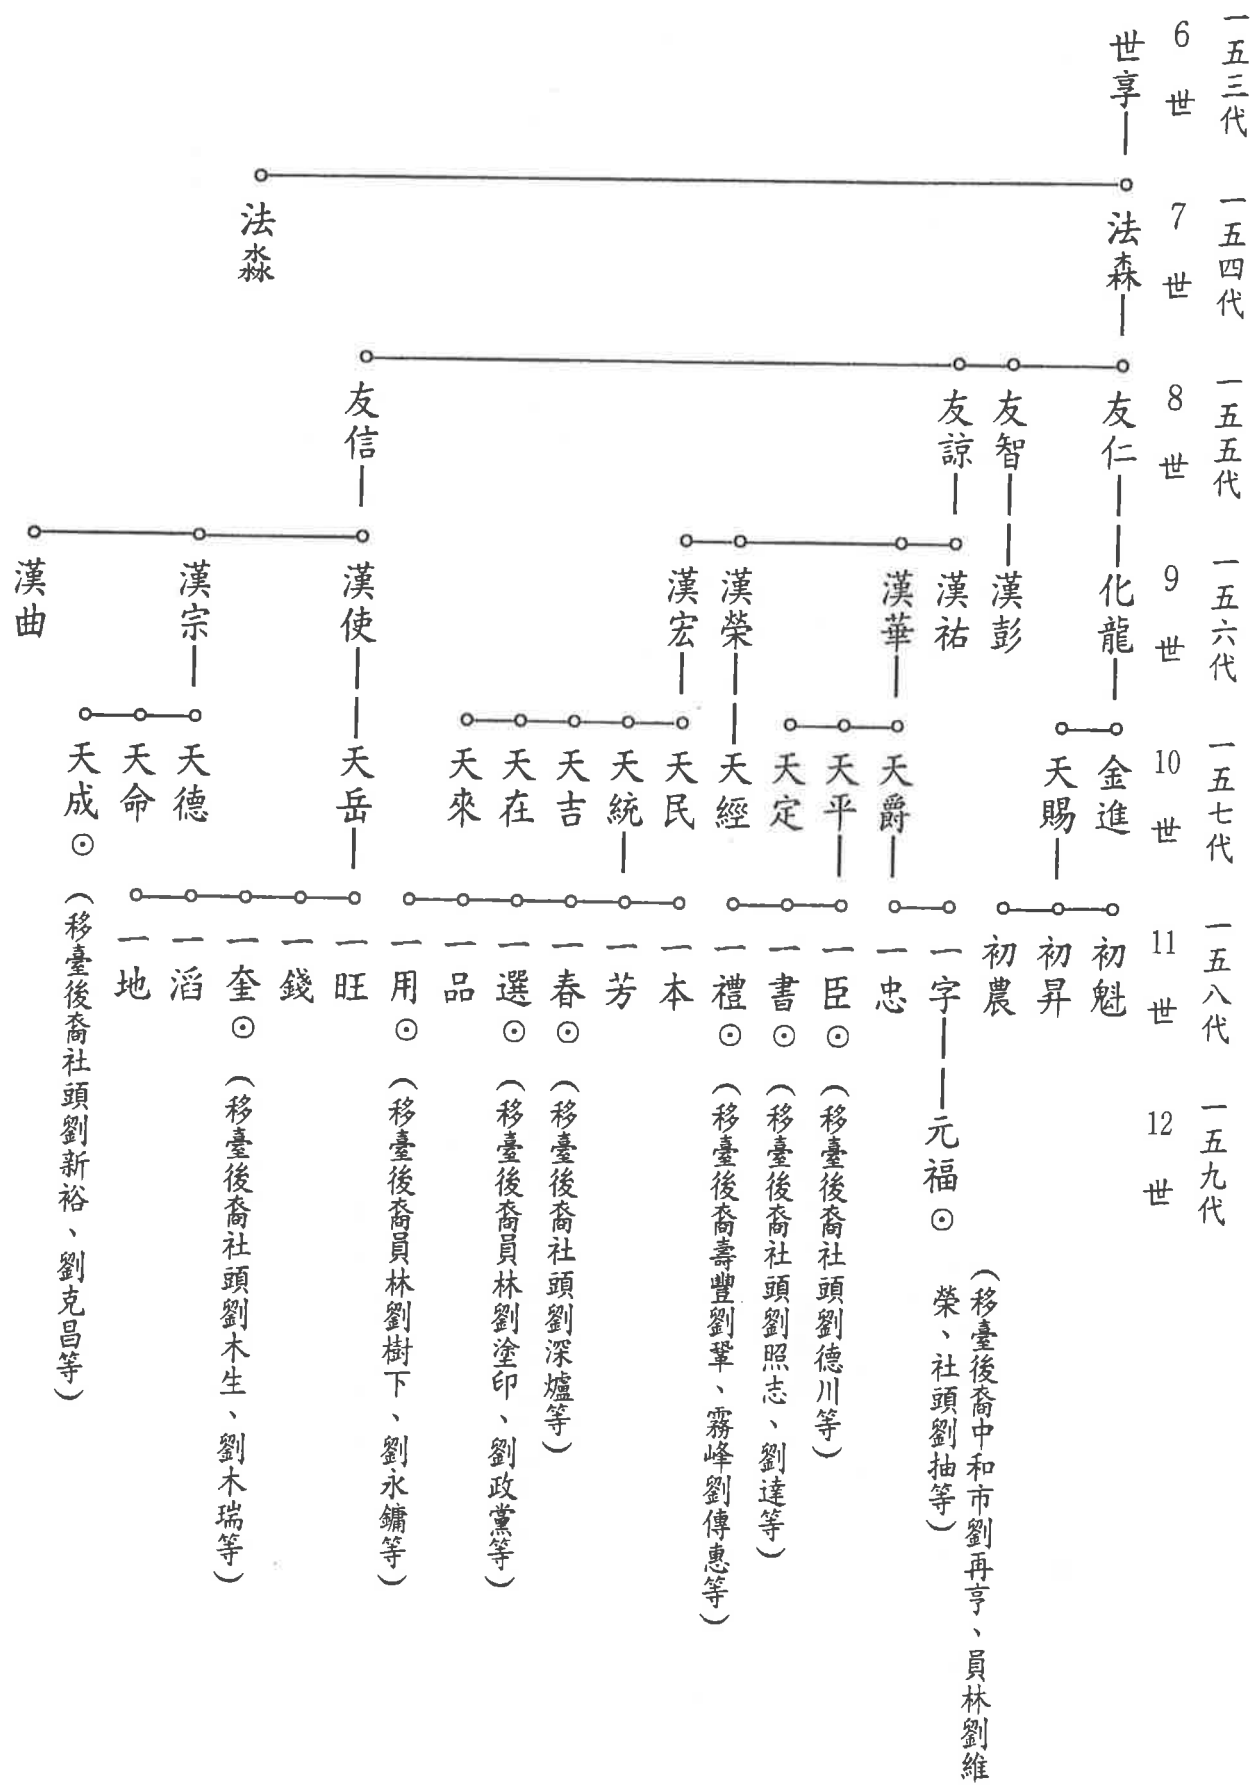 一五三代
6世
世享
一五四代
7世
法森
法淼
一五五代
8世
友仁
友智
友諒
友信
一五六代
9世
化龍
漢彭
漢祐
漢華
漢榮
漢宏
漢使
漢宗
漢曲
一五七代
10世
金進
天賜
天爵
天平
天定
天經
天民
天統
天吉
天在
天來
天岳
天德
天命
天成⊙(移臺後裔社頭劉新裕、劉克昌等)
一五八代
11世
初魁
初昇
初農
一字
一忠
一臣⊙(移臺後裔社頭劉德川等)
一書⊙(移臺後裔社頭劉照志、劉達等)
一禮⊙(移臺後裔壽豐劉鞏、霧峰劉傳惠等)
一本
一芳
一春⊙(移臺後裔社頭劉深爐等)
一選⊙(移臺後裔員林劉塗印、劉政黨等)
一品
一用⊙(移臺後裔員林劉樹下、劉永鏞等)
一旺
一錢
一奎⊙(移臺後裔社頭劉木生、劉木瑞等)
一滔
一地
一五九代
12世
元福⊙
(移臺後裔中和市劉再亨、員林劉維
榮、社頭劉抽等)